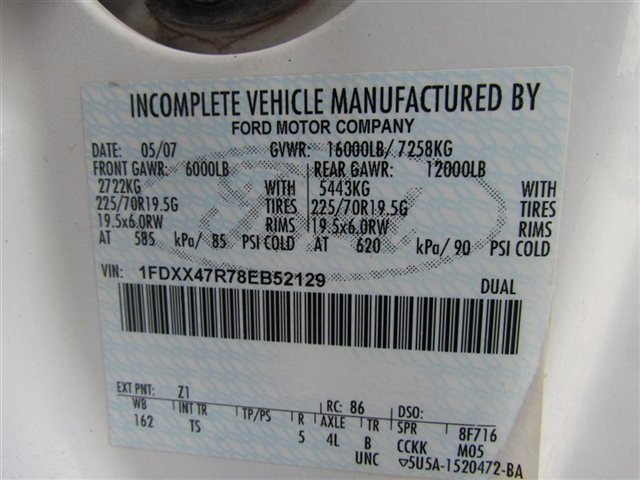 INCOMPLETE VEHICLE MANUFACTURED BY
FORD MOTOR COMPANY
DATE: 05/07 GVWR: 16000LB/ 7258KG
FRONT GAWR: 6000LB REAR GAWR: 12000LB
2722KG WITH 5443KG WITH
225/70R19.5G TIRES 225/70R19.5G TIRES
19.5x6.0RW RIMS 19.5x6.0RW RIMS
AT 585 kPa/ 85 PSI COLD AT 620 kPa/ 90 PSI COLD
VIN: 1FDXX47R78EB52129 DUAL
EXT PNT: Z1 RC: 86 DSO:
WB INT TR TP/PS R AXLE TR SPR 8F716
162 TS 5 4L B CCKK M05
UNC ▽5U5A-1520472-BA